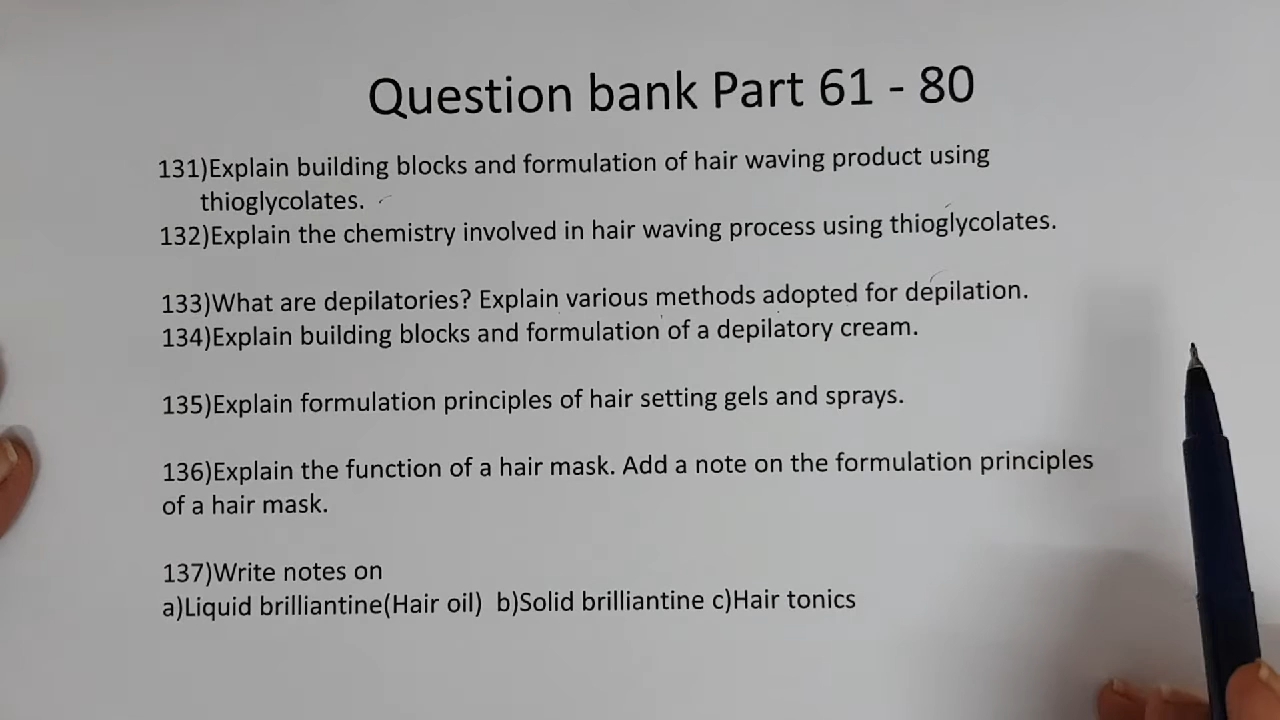 Question bank Part 61 - 80
131)Explain building blocks and formulation of hair waving product using
thioglycolates.
132)Explain the chemistry involved in hair waving process using thioglycolates.
133)What are depilatories? Explain various methods adopted for depilation.
134)Explain building blocks and formulation of a depilatory cream.
135)Explain formulation principles of hair setting gels and sprays.
136)Explain the function of a hair mask. Add a note on the formulation principles
of a hair mask.
137)Write notes on
a)Liquid brilliantine(Hair oil) b)Solid brilliantine c)Hair tonics